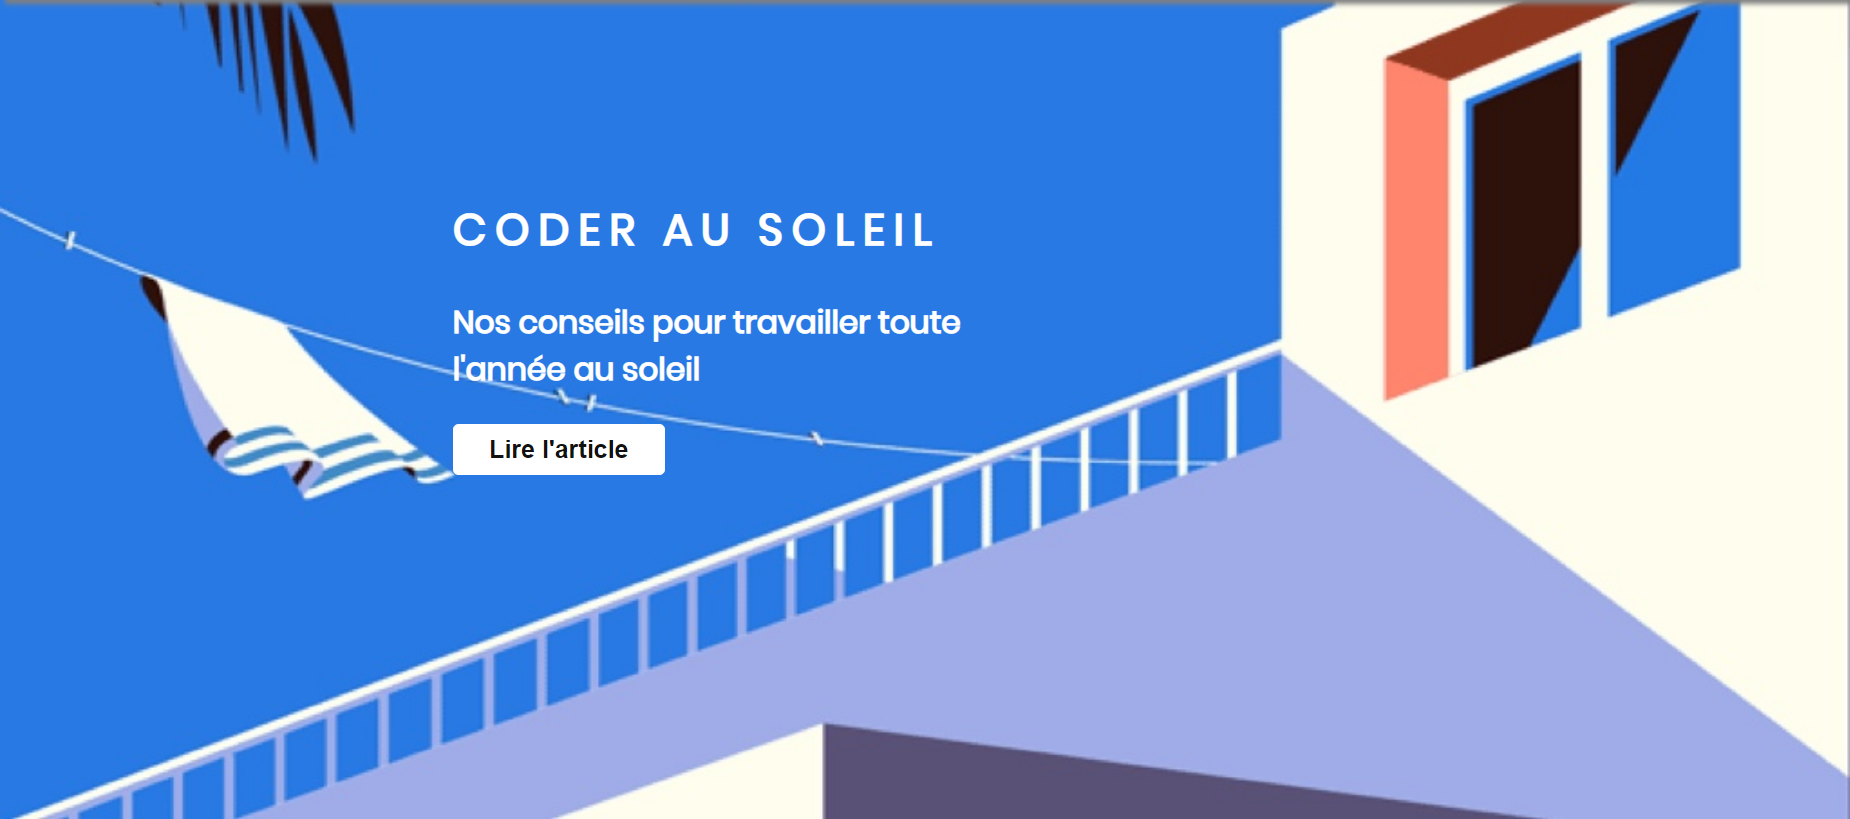 CODER AU SOLEIL
Nos conseils pour travailler toute
l'année au soleil
Lire l'article